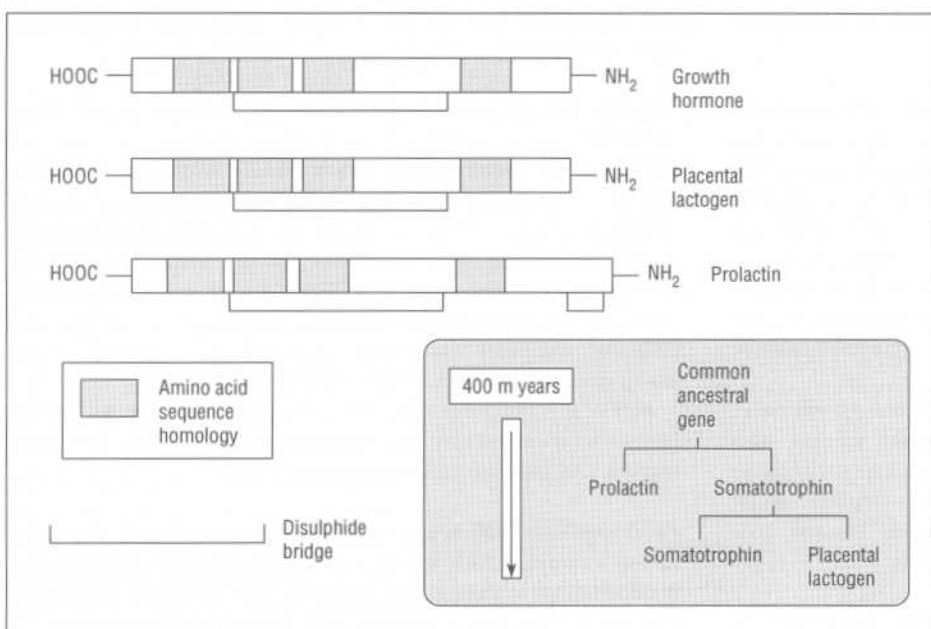 HOOC
NH2
Growth
hormone
HOOC
NH2
Placental
lactogen
HOOC
NH2
Prolactin
Amino acid
sequence
homology
Disulphide
bridge
400 m years
Common
ancestral
gene
Prolactin
Somatotrophin
Somatotrophin
Placental
lactogen